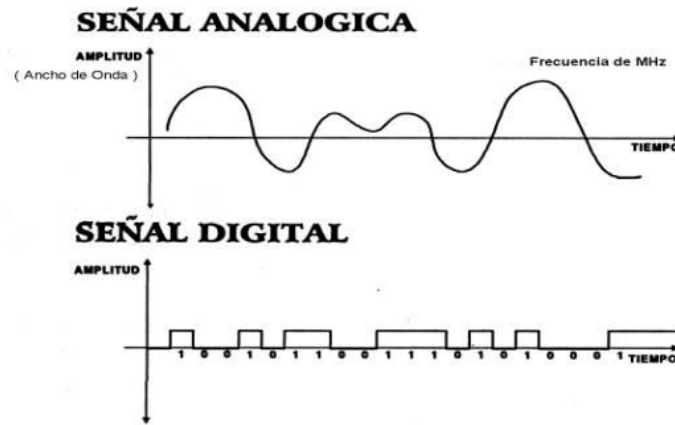 SEÑAL ANALOGICA
AMPLITUD
( Ancho de Onda )
Frecuencia de MHz
TIEMPO
SEÑAL DIGITAL
AMPLITUD
1 0 0 1 0 1 1 0 0 1 1 1 0 1 0 1 0 0 0 1 TIEMPO